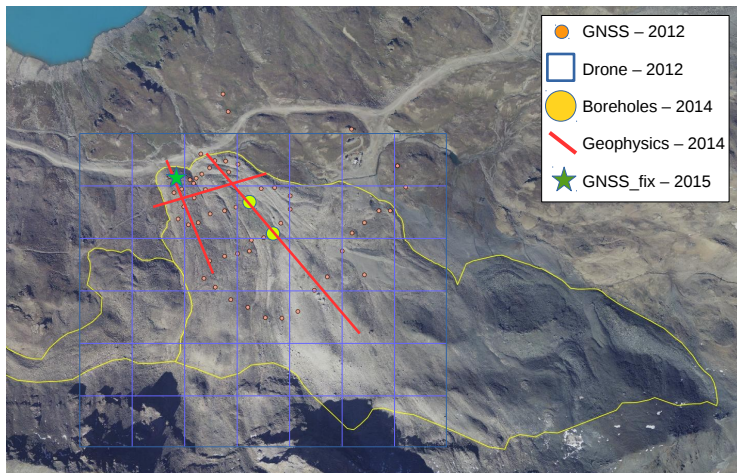 GNSS – 2012
Drone – 2012
Boreholes – 2014
Geophysics – 2014
GNSS_fix – 2015